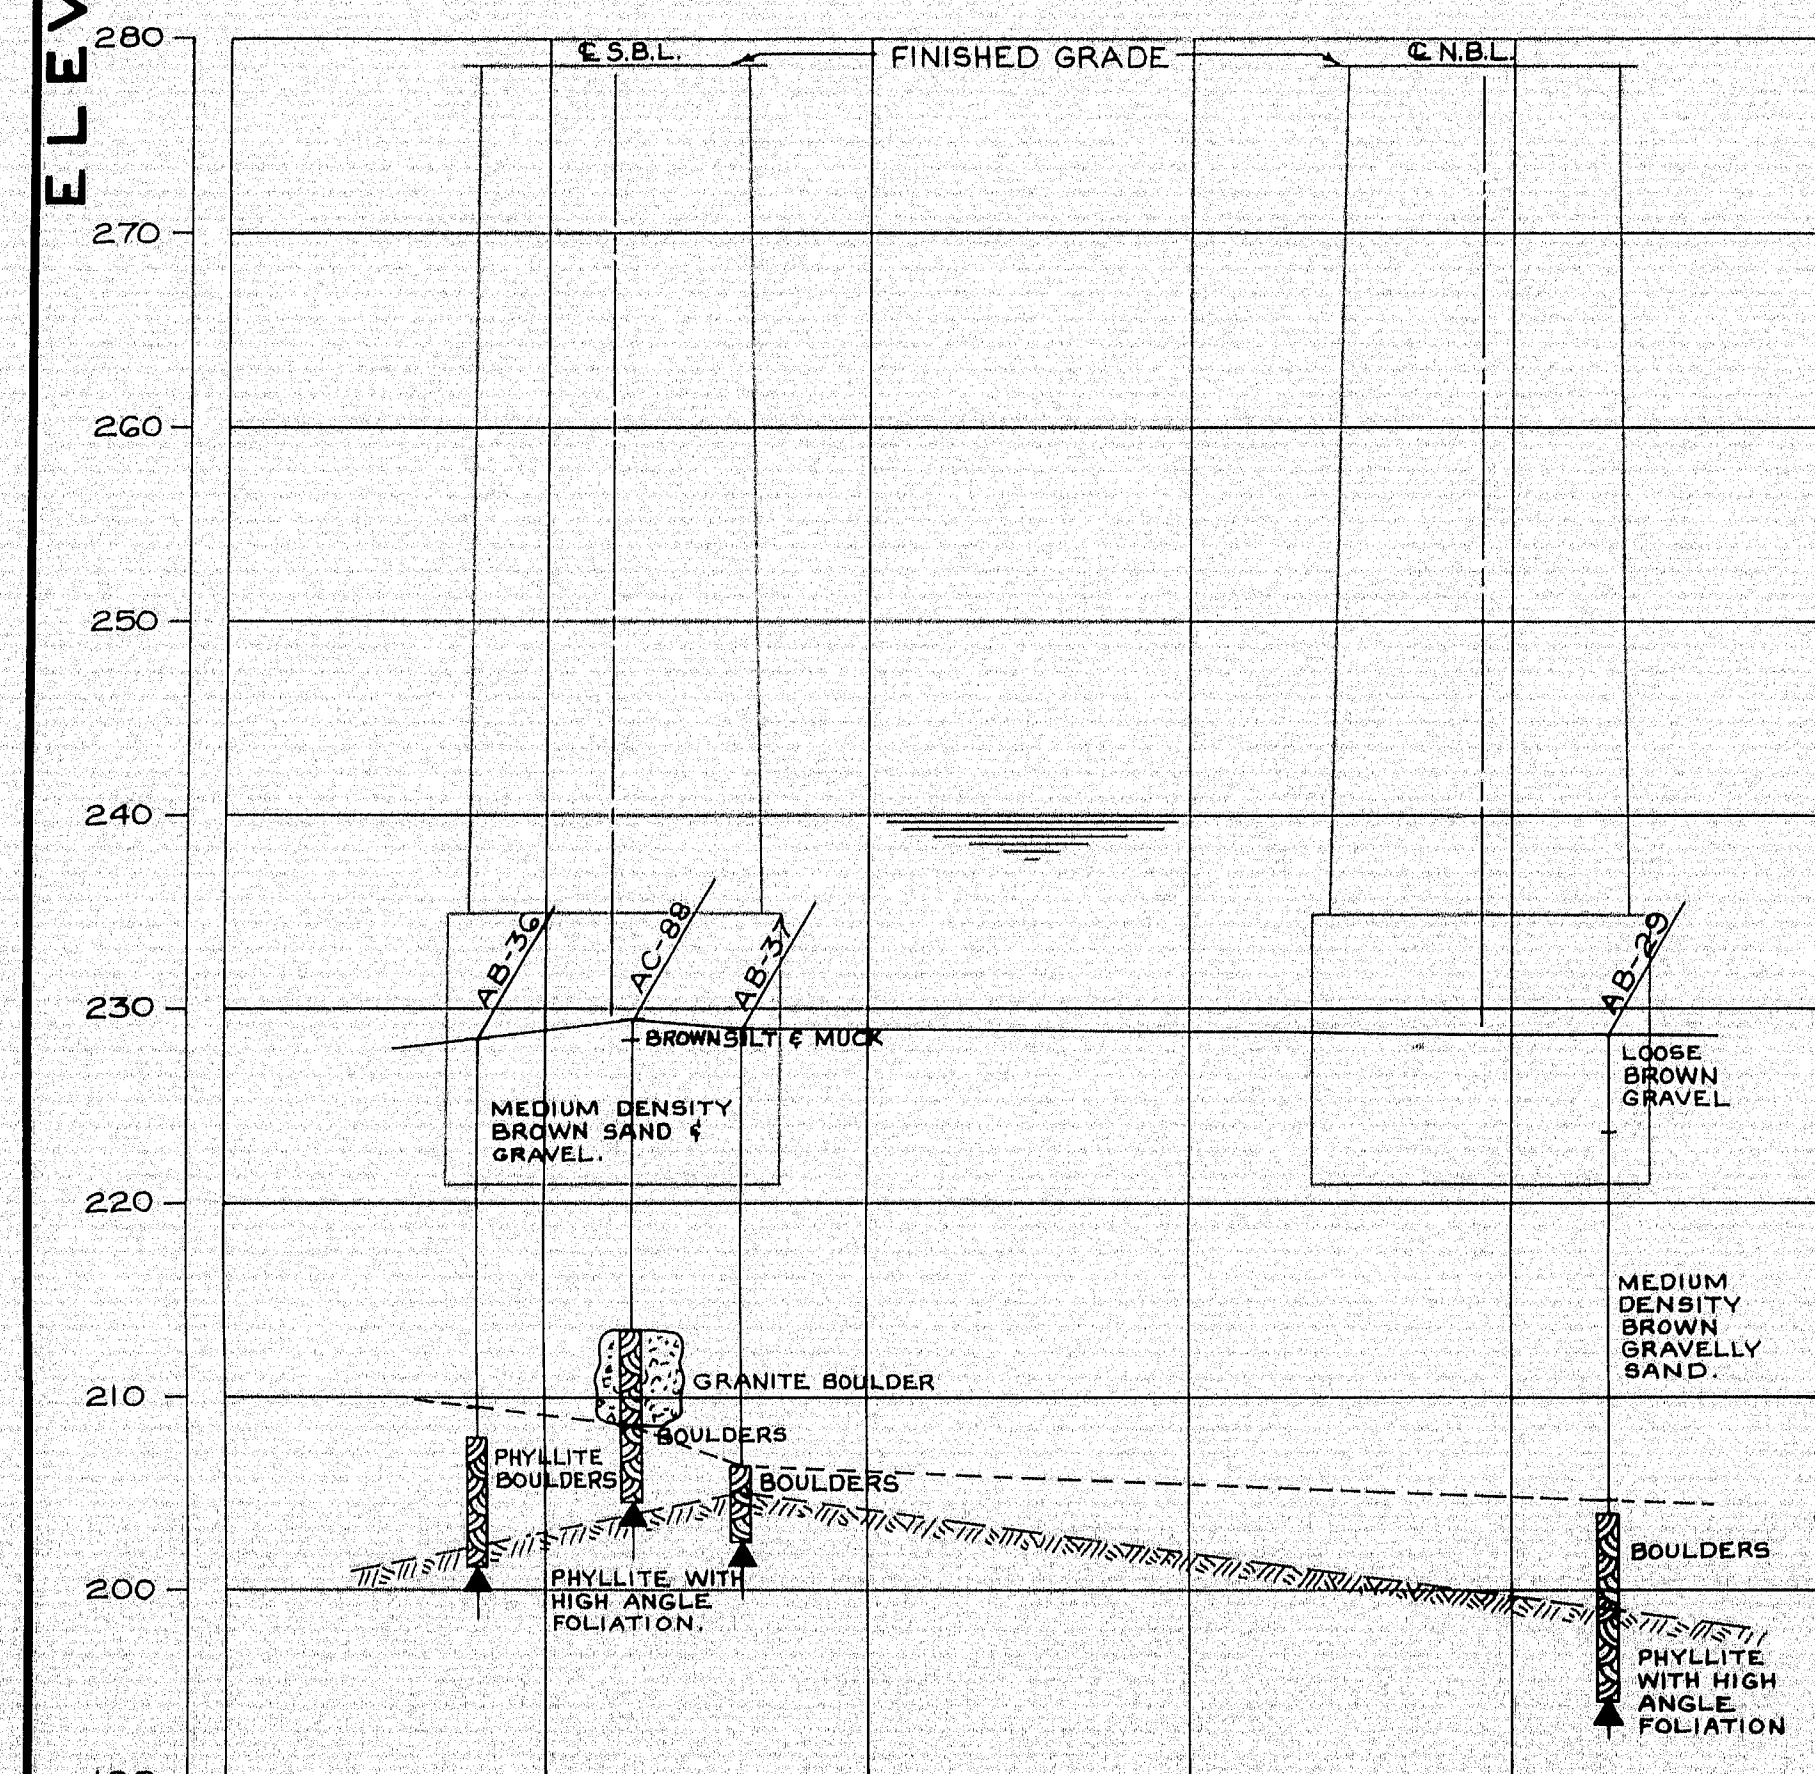 ELEV
280
270
260
250
240
230
220
210
200
℄ S.B.L.
FINISHED GRADE
℄ N.B.L.
AB-36
AC-88
AB-37
AB-29
BROWN SILT & MUCK
MEDIUM DENSITY
BROWN SAND &
GRAVEL.
LOOSE
BROWN
GRAVEL
MEDIUM
DENSITY
BROWN
GRAVELLY
SAND.
GRANITE BOULDER
BOULDERS
PHYLLITE
BOULDERS
BOULDERS
BOULDERS
PHYLLITE WITH
HIGH ANGLE
FOLIATION.
PHYLLITE
WITH HIGH
ANGLE
FOLIATION